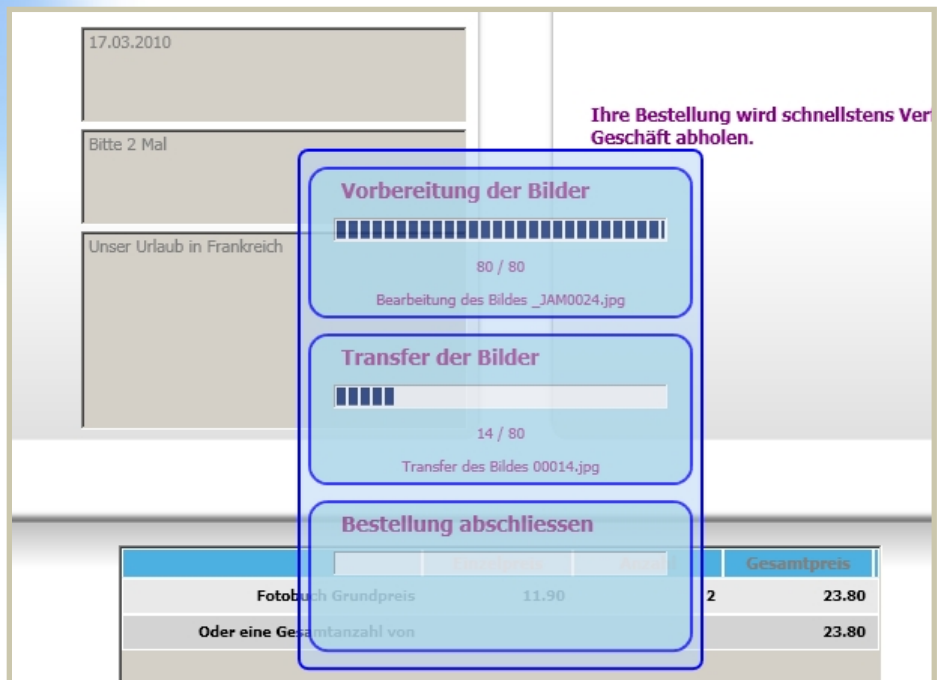 17.03.2010
Bitte 2 Mal
Unser Urlaub in Frankreich
Ihre Bestellung wird schnellstens
Geschäft abholen.
Vorbereitung der Bilder
80 / 80
Bearbeitung des Bildes _JAM0024.jpg
Transfer der Bilder
14 / 80
Transfer des Bildes 00014.jpg
Bestellung abschliessen
Einzelpreis Anzahl Gesamtpreis
Fotobuch Grundpreis 11.90 2 23.80
Oder eine Gesamtanzahl von 23.80